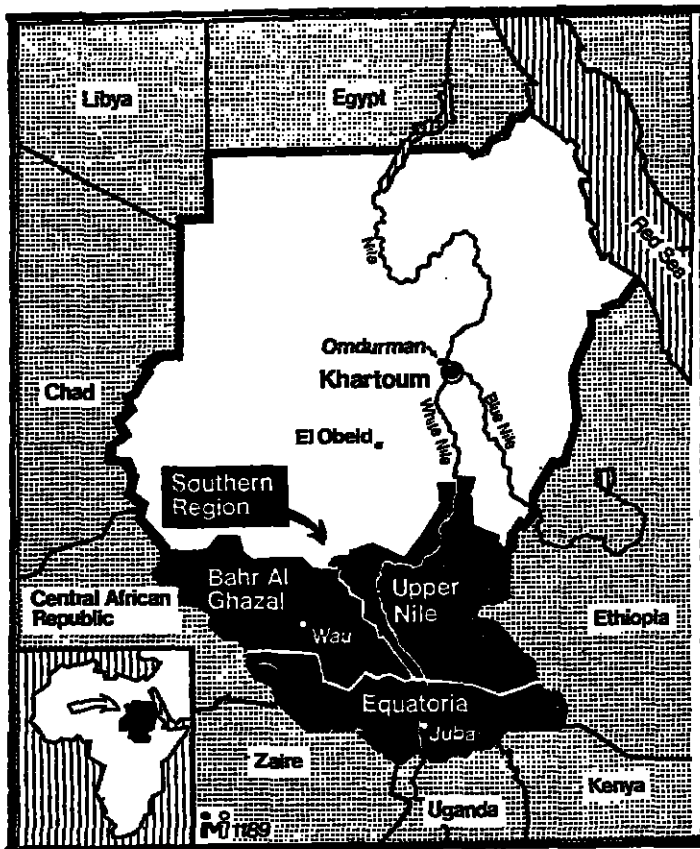 Libya
Egypt
Red Sea
Nile
Omdurman
Khartoum
Chad
White Nile
Blue Nile
El Obeid
Southern
Region
Bahr Al
Ghazal
Upper
Nile
Central African
Republic
Ethiopia
Wau
Equatoria
Juba
Zaire
Kenya
Uganda